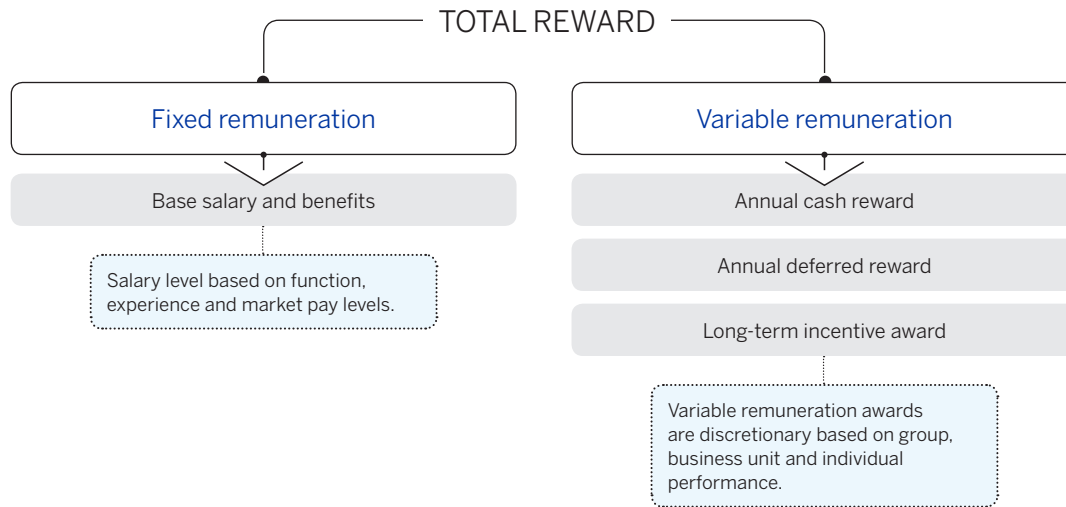 TOTAL REWARD
Fixed remuneration
Base salary and benefits
Salary level based on function,
experience and market pay levels.
Variable remuneration
Annual cash reward
Annual deferred reward
Long-term incentive award
Variable remuneration awards
are discretionary based on group,
business unit and individual
performance.